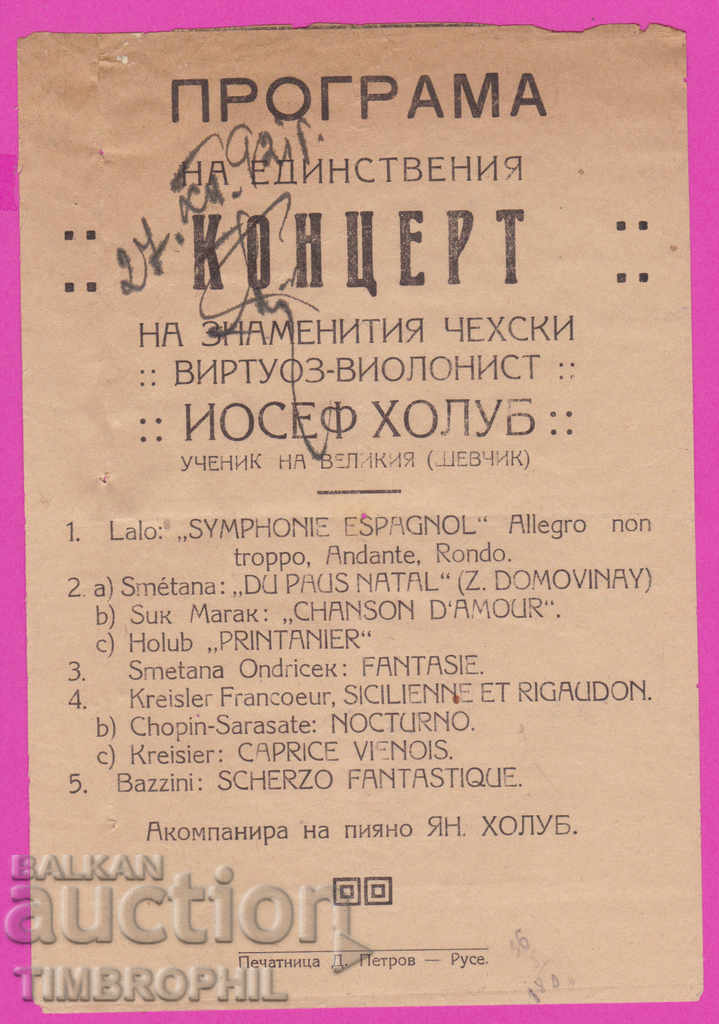 ПРОГРАМА
27. XII. 921 г.
НА ЕДИНСТВЕНИЯ
:: КОНЦЕРТ ::
НА ЗНАМЕНИТИЯ ЧЕХСКИ
:: ВИРТУОЗ-ВИОЛОНИСТ ::
:: ИОСЕФ ХОЛУБ ::
УЧЕНИК НА ВЕЛИКИЯ (ШЕВЧИК)
1. Lalo: „SYMPHONIE ESPAGNOL“ Allegro non
troppo, Andante, Rondo.
2. a) Smétana: „DU PAUS NATAL“ (Z. DOMOVINAY)
b) Suk Marak: „CHANSON D'AMOUR“.
c) Holub „PRINTANIER“
3. Smetana Ondricek: FANTASIE.
4. Kreisler Francoeur, SICILIENNE ET RIGAUDON.
b) Chopin-Sarasate: NOCTURNO.
c) Kreisier: CAPRICE VIENOIS.
5. Bazzini: SCHERZO FANTASTIQUE.
Акомпанира на пияно ЯН. ХОЛУБ.
BALKAN
auction
Печатница Д. Петров — Русе.
TIMBROPHIL